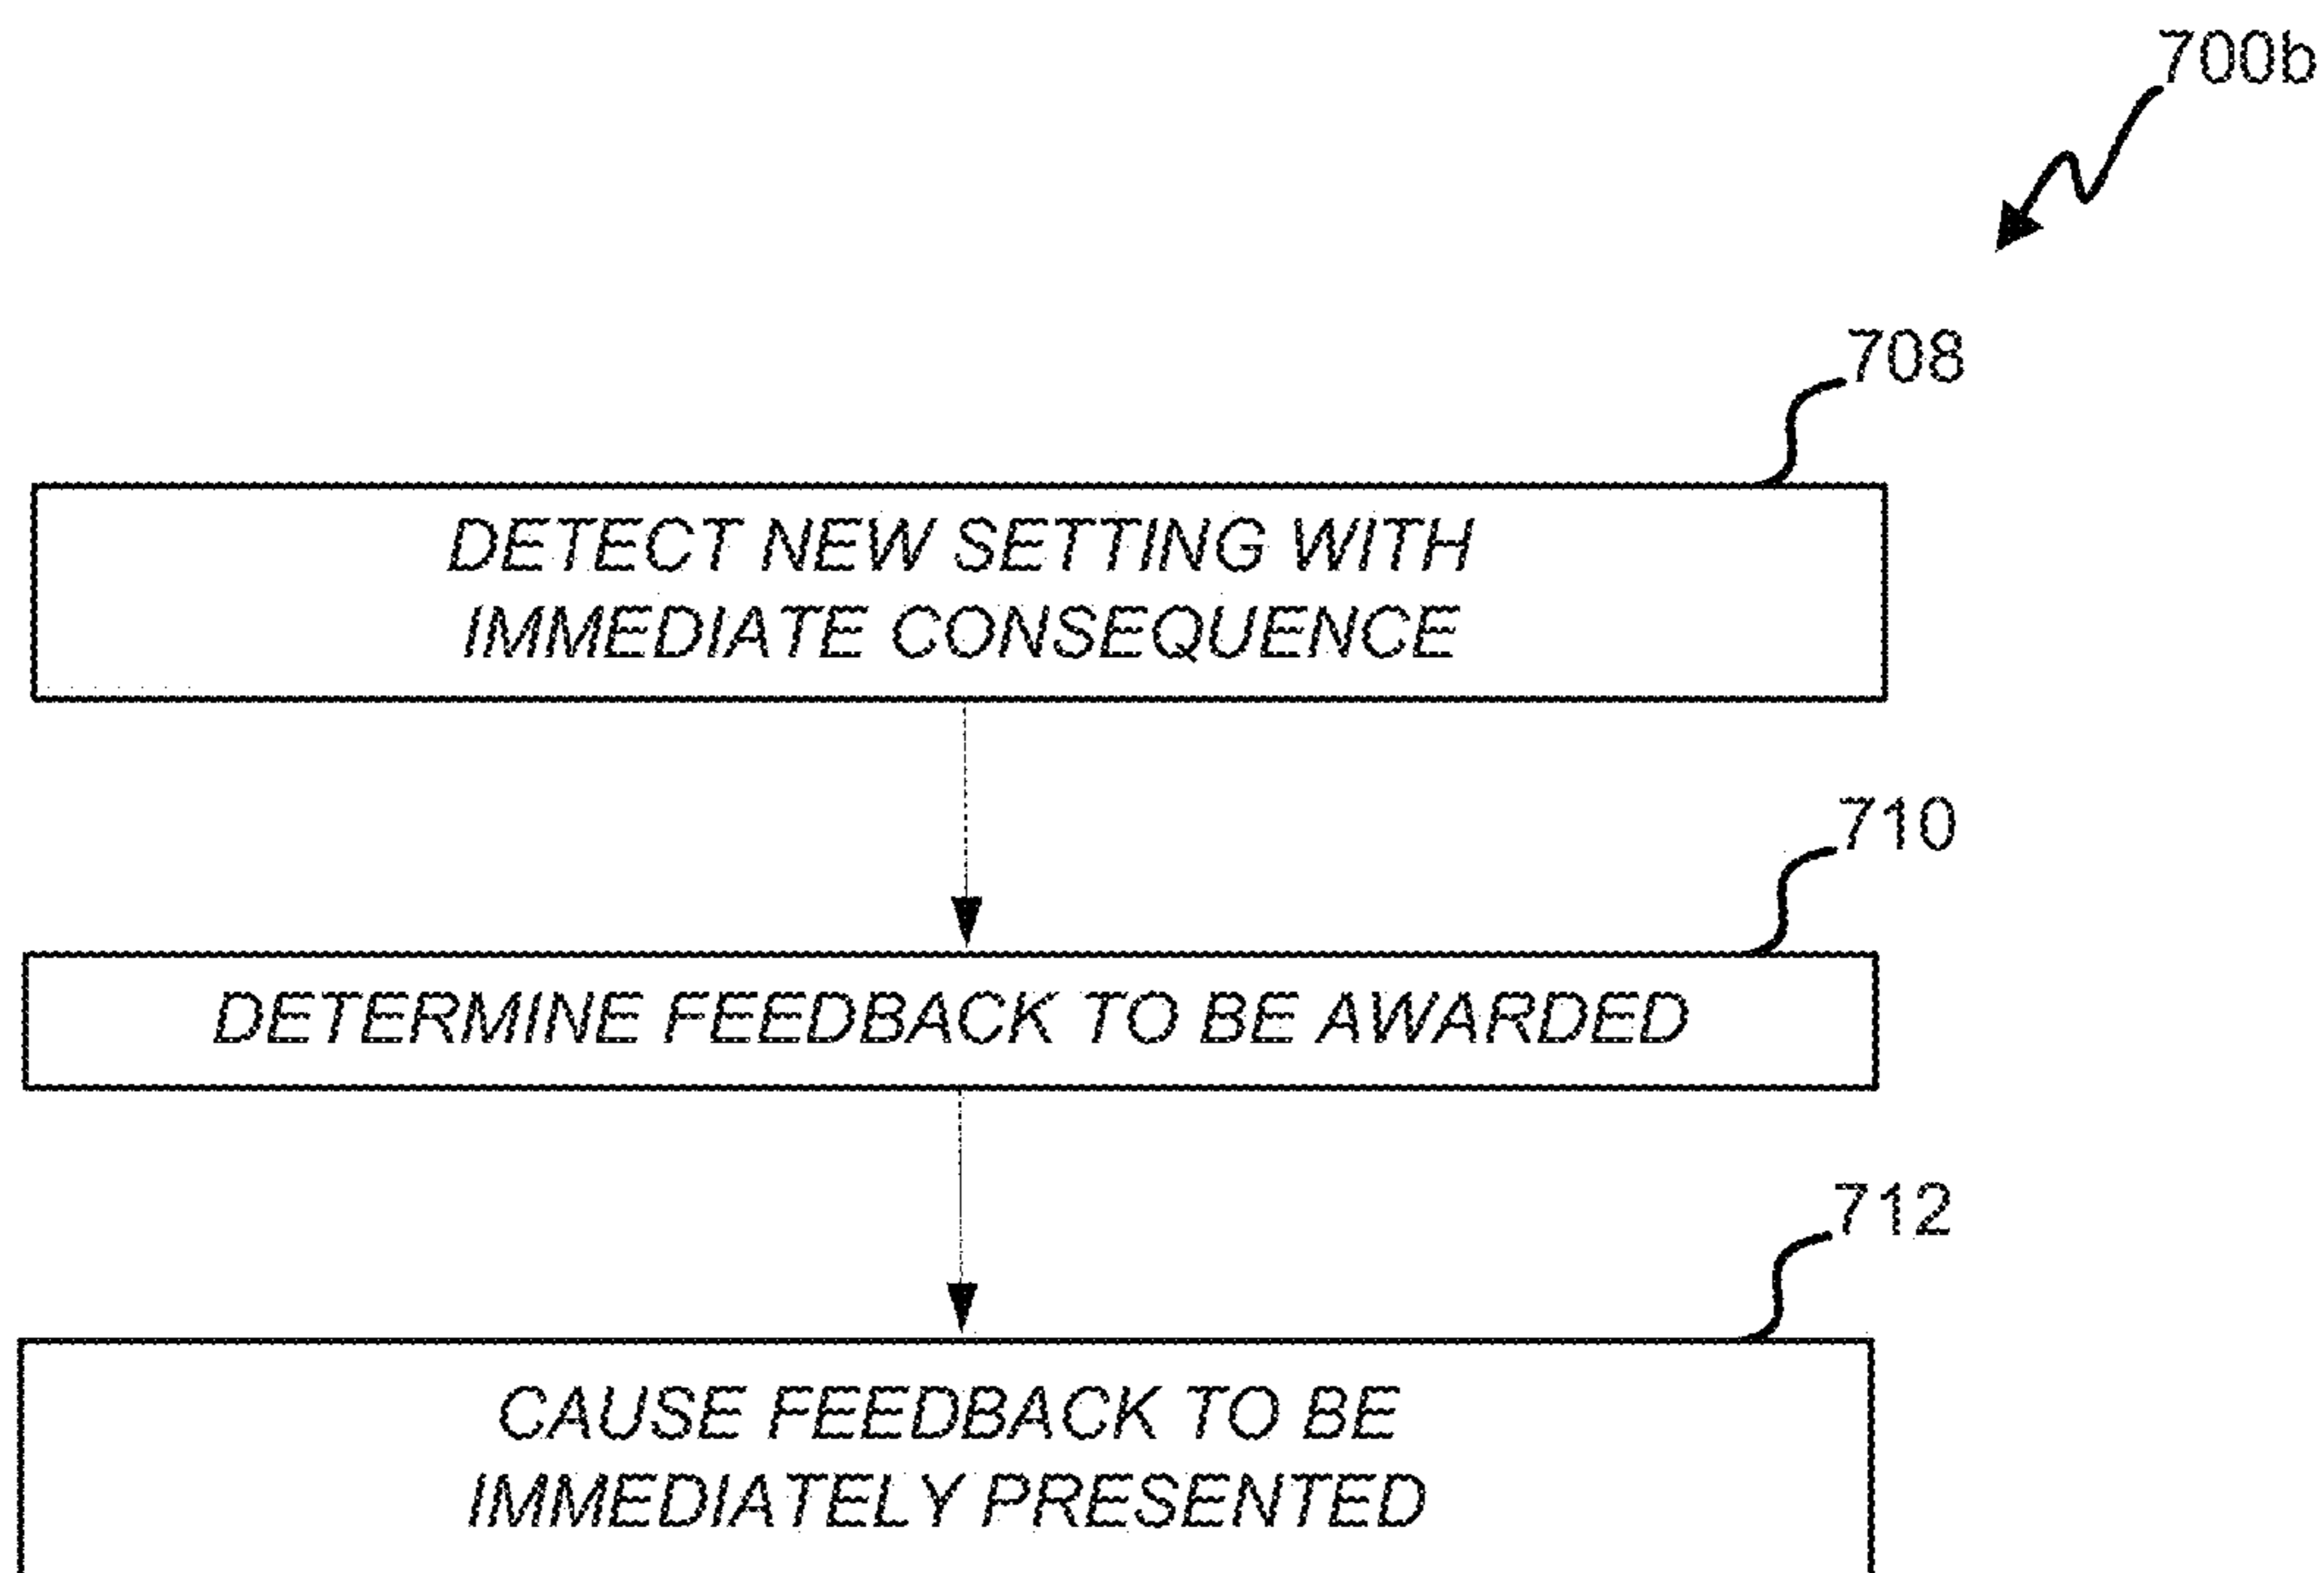 700b
708
DETECT NEW SETTING WITH
IMMEDIATE CONSEQUENCE
710
DETERMINE FEEDBACK TO BE AWARDED
712
CAUSE FEEDBACK TO BE
IMMEDIATELY PRESENTED